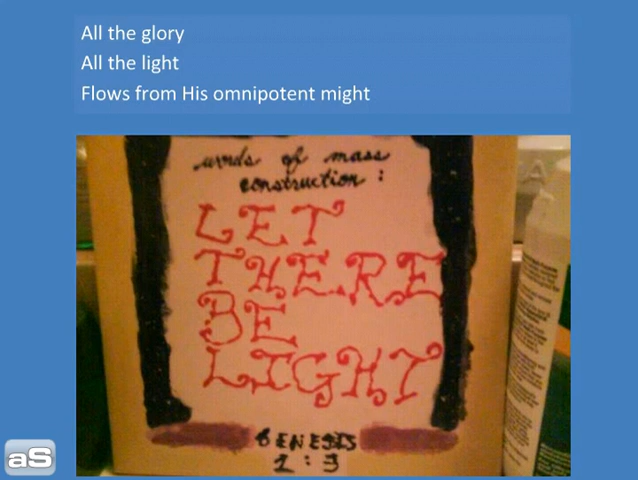 All the glory
All the light
Flows from His omnipotent might
words of mass
construction :
LET
THERE
BE
LIGHT
GENESIS
1 : 3
aS